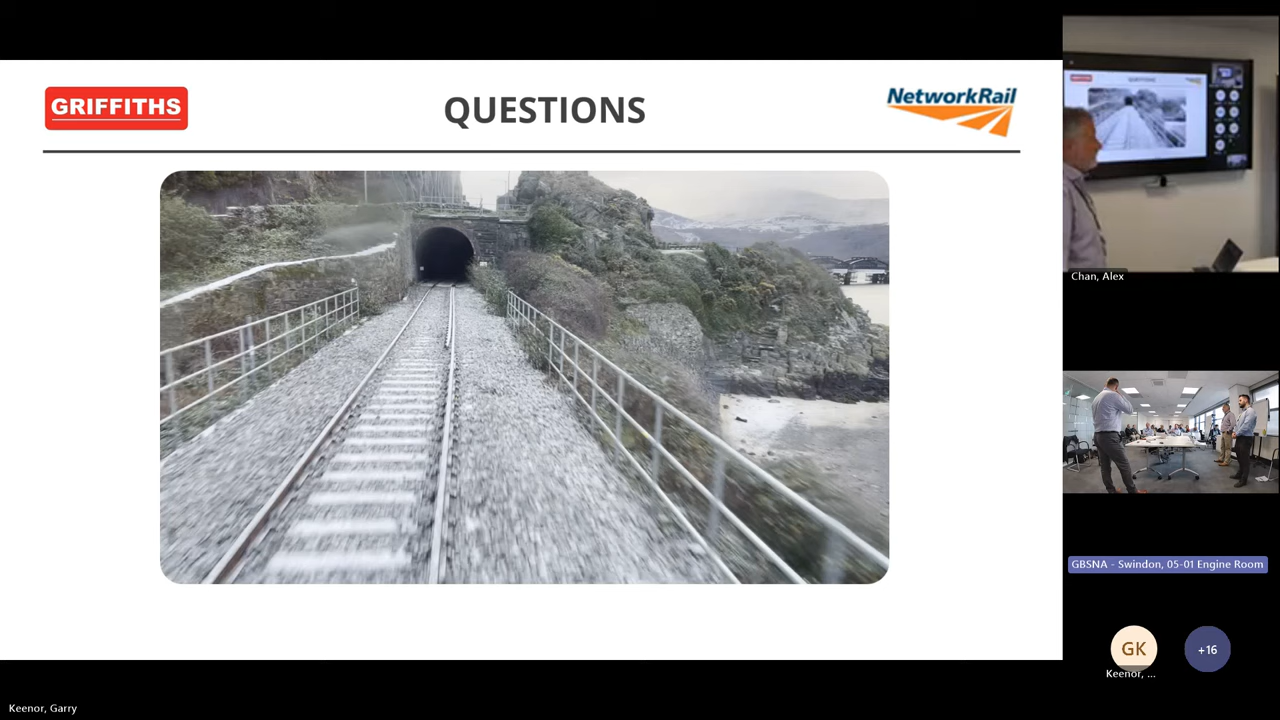 GRIFFITHS
QUESTIONS
NetworkRail
Chan, Alex
GBSNA - Swindon, 05-01 Engine Room
GK
+16
Keenor, ...
Keenor, Garry